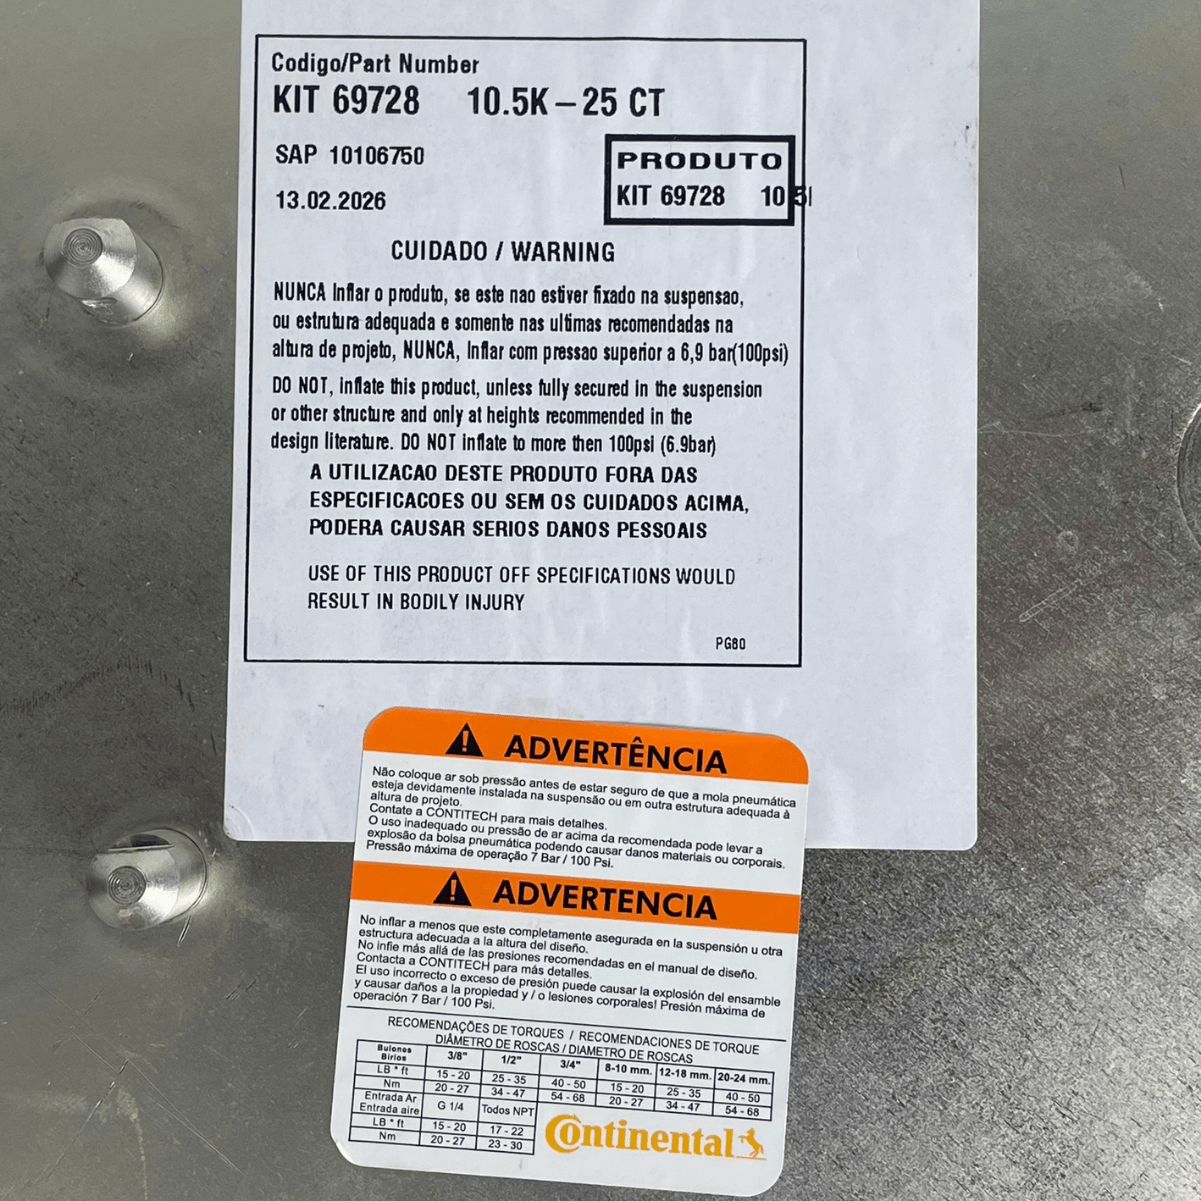 Codigo/Part Number
KIT 69728 10.5K – 25 CT
SAP 10106750
13.02.2026
PRODUTO
KIT 69728 10 5
CUIDADO / WARNING
NUNCA Inflar o produto, se este nao estiver fixado na suspensao,
ou estrutura adequada e somente nas ultimas recomendadas na
altura de projeto, NUNCA, Inflar com pressao superior a 6,9 bar(100psi)
DO NOT, inflate this product, unless fully secured in the suspension
or other structure and only at heights recommended in the
design literature. DO NOT inflate to more then 100psi (6.9bar)
A UTILIZACAO DESTE PRODUTO FORA DAS
ESPECIFICACOES OU SEM OS CUIDADOS ACIMA,
PODERA CAUSAR SERIOS DANOS PESSOAIS
USE OF THIS PRODUCT OFF SPECIFICATIONS WOULD
RESULT IN BODILY INJURY
PG80
ADVERTÊNCIA
Não coloque ar sob pressão antes de estar seguro de que a mola pneumática
esteja devidamente instalada na suspensão ou em outra estrutura adequada à
altura de projeto.
Contate a CONTITECH para mais detalhes.
O uso inadequado ou pressão de ar acima da recomendada pode levar a
explosão da bolsa pneumática podendo causar danos materiais ou corporais.
Pressão máxima de operação 7 Bar / 100 Psi.
ADVERTENCIA
No inflar a menos que este completamente asegurada en la suspensión u otra
estructura adecuada a la altura del diseño.
No infie más allá de las presiones recomendadas en el manual de diseño.
Contacta a CONTITECH para más detalles.
El uso incorrecto o exceso de presión puede causar la explosión del ensamble
y causar daños a la propiedad y / o lesiones corporales! Presión máxima de
operación 7 Bar / 100 Psi.
RECOMENDAÇÕES DE TORQUES / RECOMENDACIONES DE TORQUE
DIÂMETRO DE ROSCAS / DIAMETRO DE ROSCAS
Bulones
Birlos 3/8" 1/2" 3/4" 8-10 mm. 12-18 mm. 20-24 mm.
LB * ft 15 - 20 25 - 35 40 - 50 15 - 20 25 - 35 40 - 50
Nm 20 - 27 34 - 47 54 - 68 20 - 27 34 - 47 54 - 68
Entrada Ar
Entrada aire G 1/4 Todos NPT
LB * ft 15 - 20 17 - 22
Nm 20 - 27 23 - 30
Continental